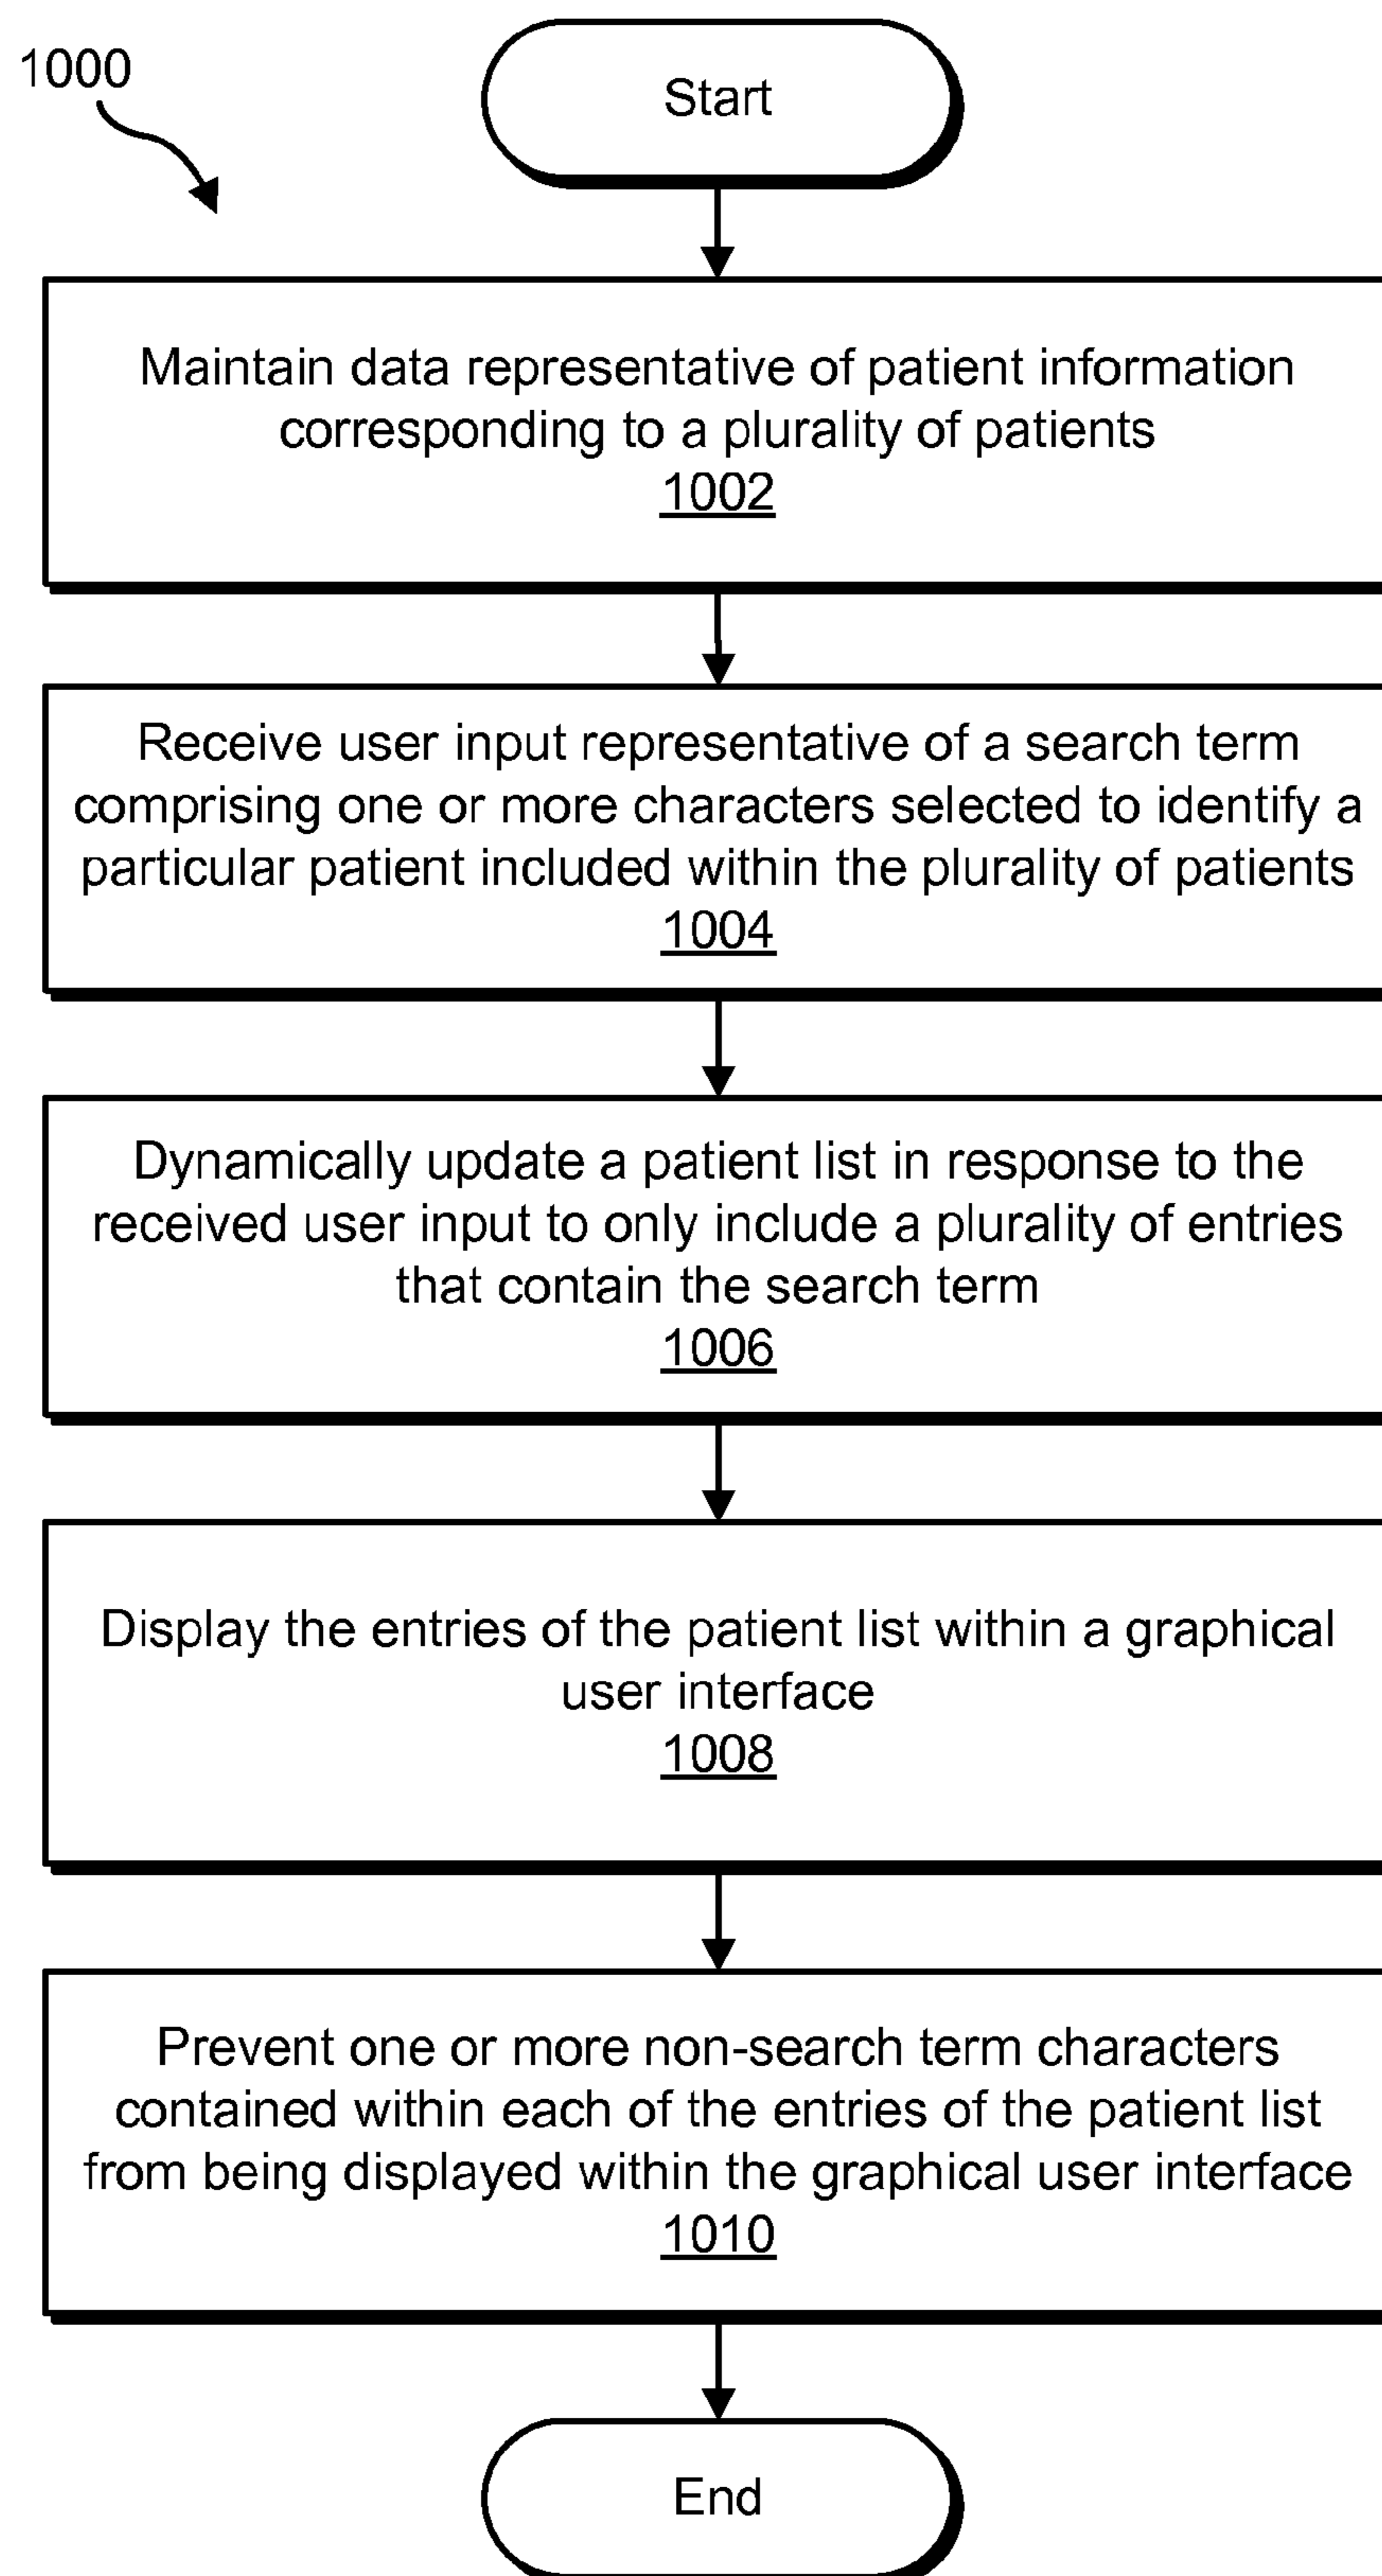 1000
Start
Maintain data representative of patient information
corresponding to a plurality of patients
1002
Receive user input representative of a search term
comprising one or more characters selected to identify a
particular patient included within the plurality of patients
1004
Dynamically update a patient list in response to the
received user input to only include a plurality of entries
that contain the search term
1006
Display the entries of the patient list within a graphical
user interface
1008
Prevent one or more non-search term characters
contained within each of the entries of the patient list
from being displayed within the graphical user interface
1010
End